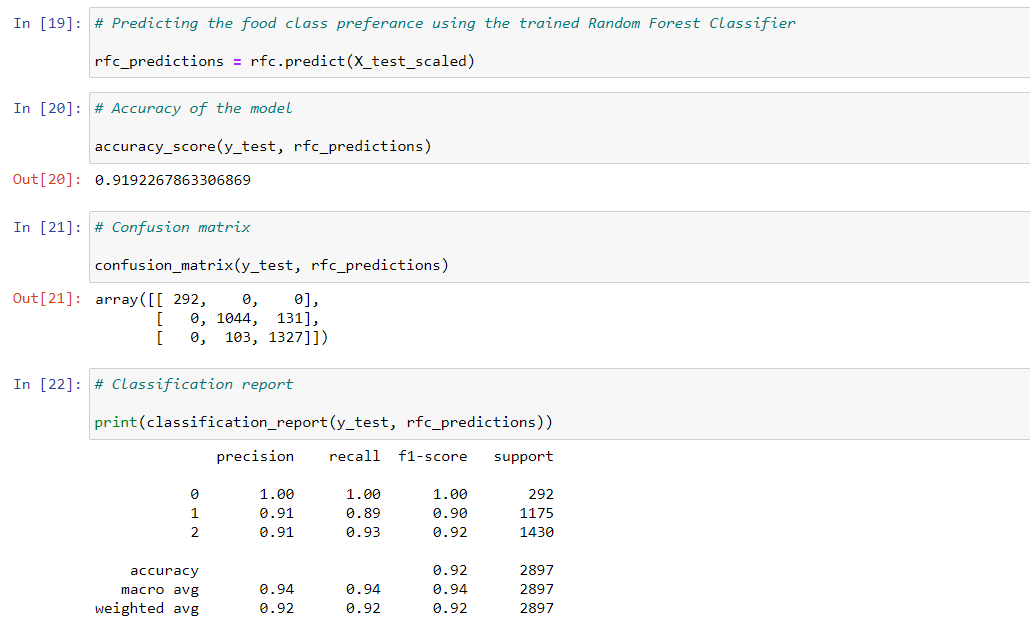 In [19]: # Predicting the food class preferance using the trained Random Forest Classifier
rfc_predictions = rfc.predict(X_test_scaled)
In [20]: # Accuracy of the model
accuracy_score(y_test, rfc_predictions)
Out[20]: 0.9192267863306869
In [21]: # Confusion matrix
confusion_matrix(y_test, rfc_predictions)
Out[21]: array([[ 292,    0,    0],
[   0, 1044,  131],
[   0,  103, 1327]])
In [22]: # Classification report
print(classification_report(y_test, rfc_predictions))
precision    recall  f1-score   support
0       1.00      1.00      1.00       292
1       0.91      0.89      0.90      1175
2       0.91      0.93      0.92      1430
accuracy                           0.92      2897
macro avg       0.94      0.94      0.94      2897
weighted avg       0.92      0.92      0.92      2897